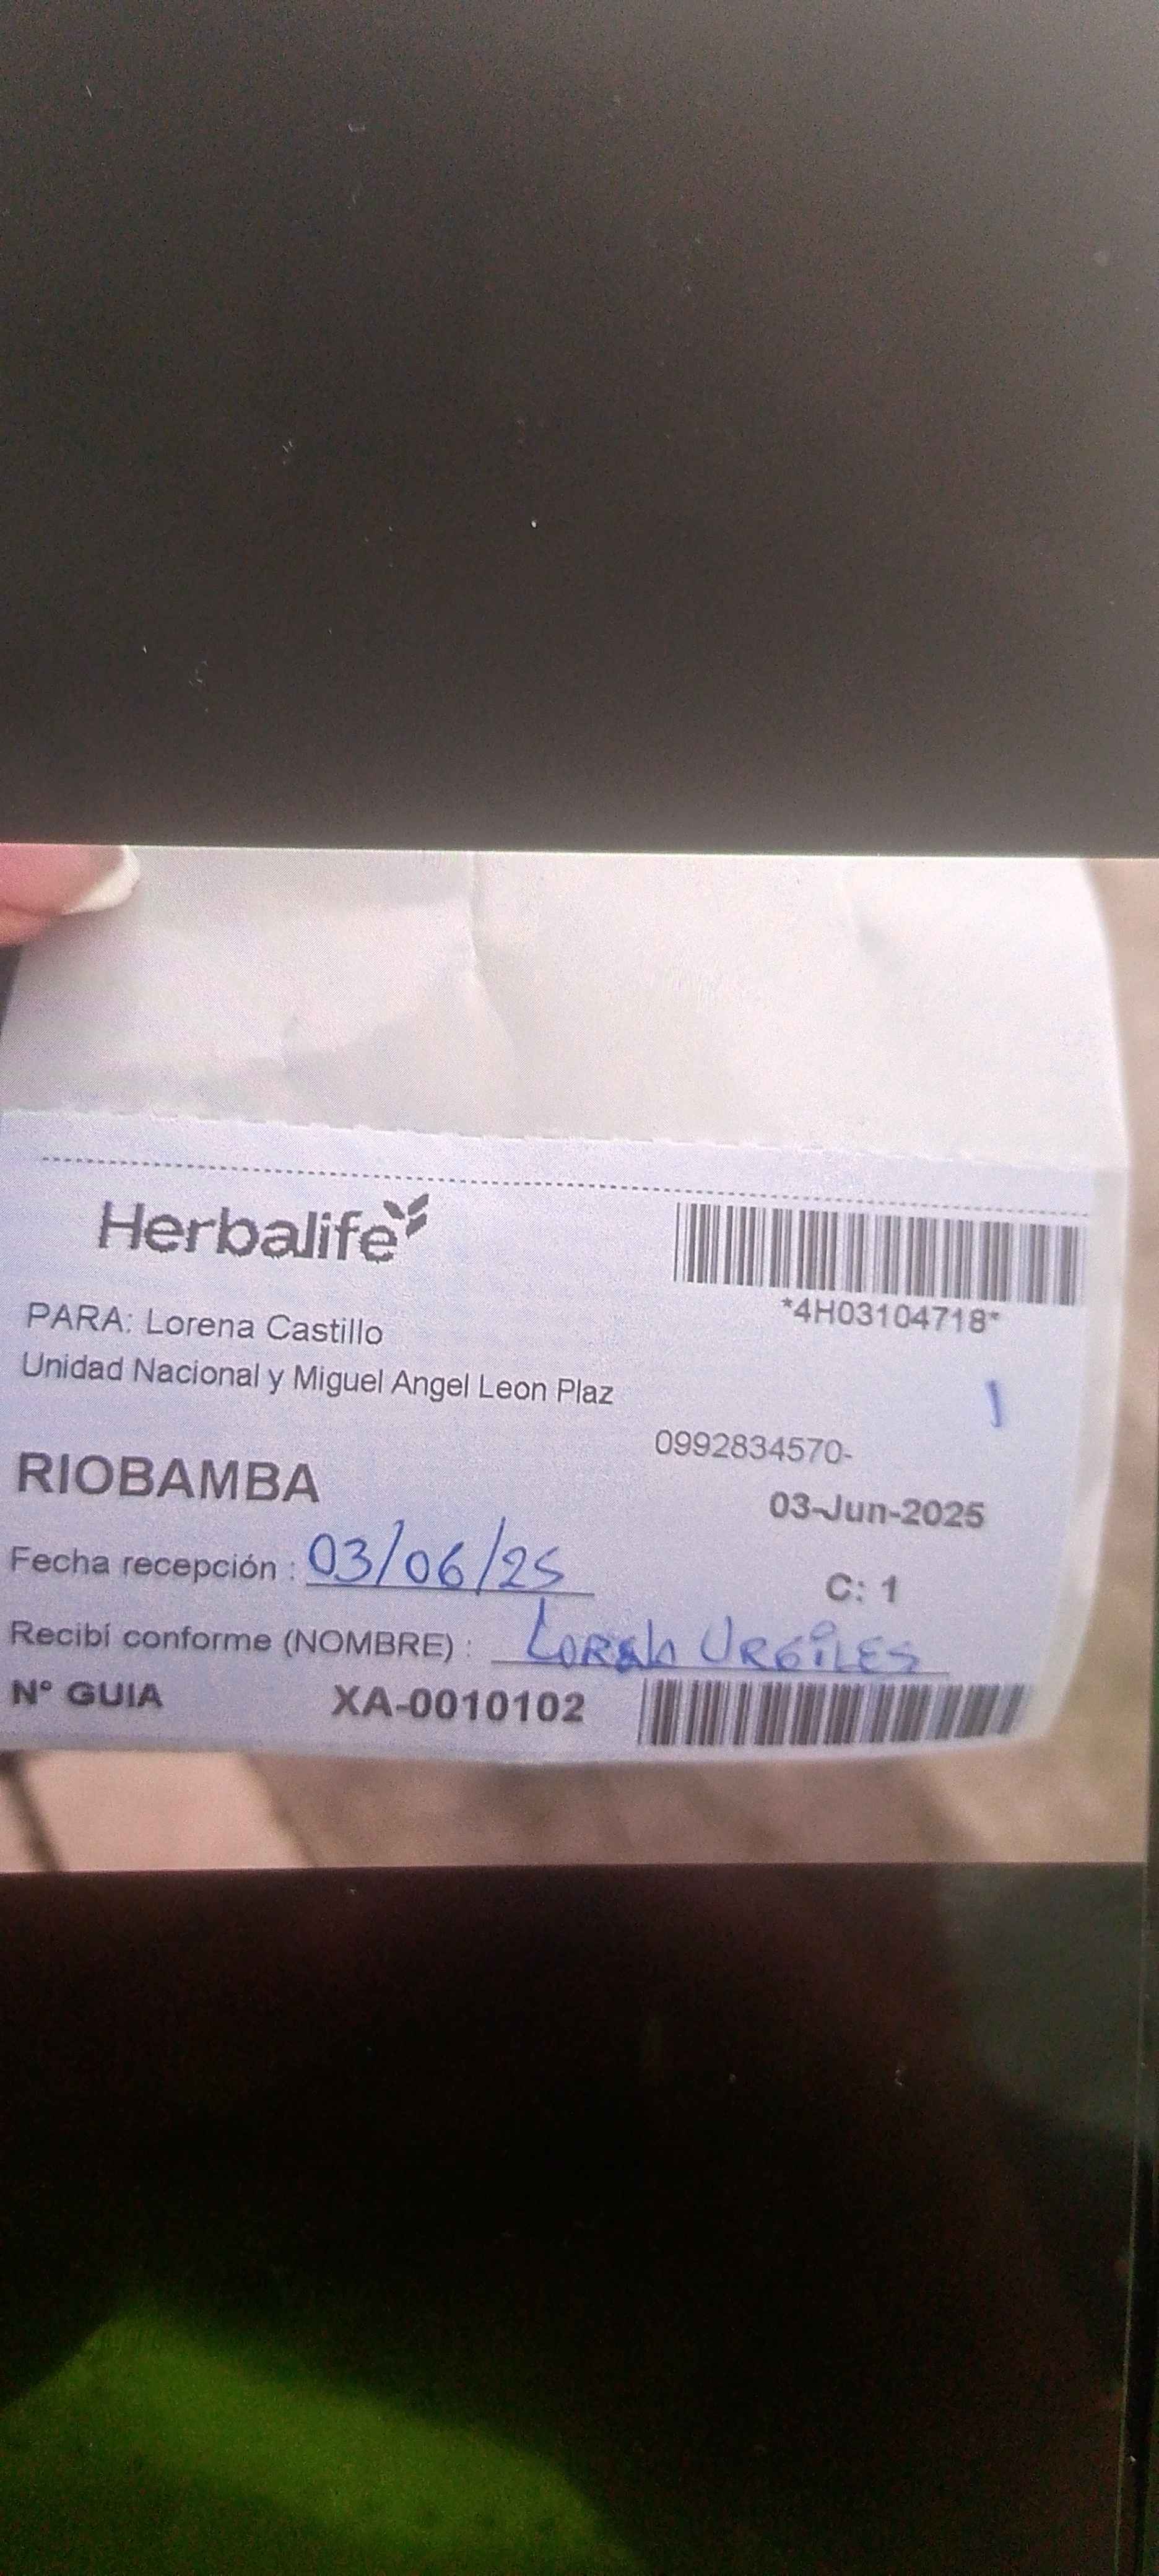 Herbalife
*4H03104718*
PARA: Lorena Castillo
Unidad Nacional y Miguel Angel Leon Plaz
0992834570-
RIOBAMBA
03-Jun-2025
Fecha recepción : 03/06/25
C: 1
Recibí conforme (NOMBRE) : URGILES
N° GUIA XA-0010102